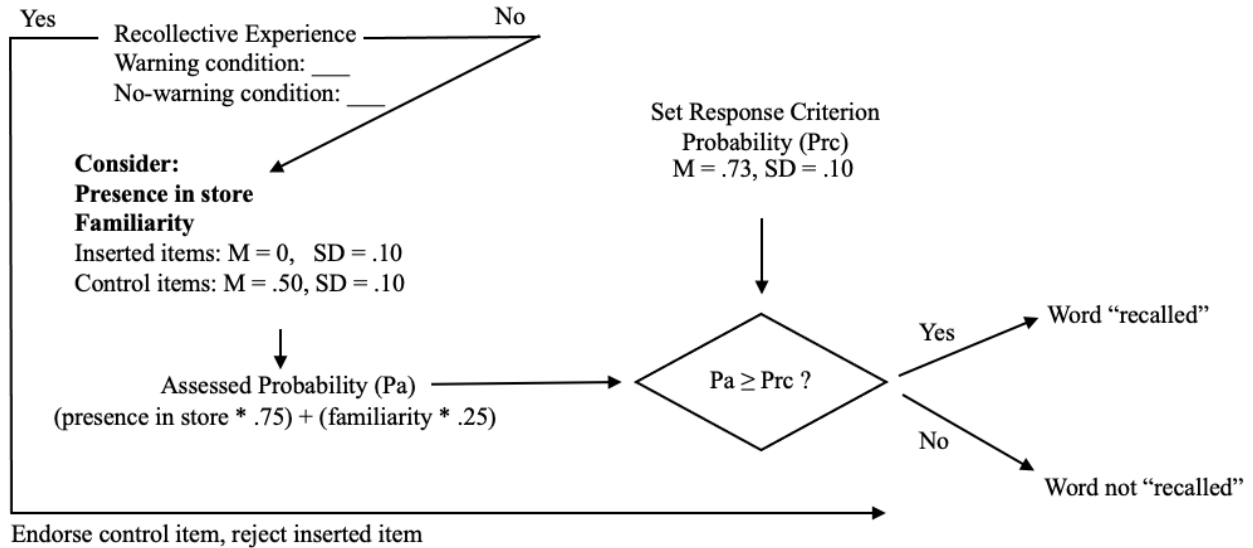 Yes
No
Recollective Experience
Warning condition: ___
No-warning condition: ___
Set Response Criterion
Probability (Prc)
M = .73, SD = .10
Consider:
Presence in store
Familiarity
Inserted items: M = 0, SD = .10
Control items: M = .50, SD = .10
Assessed Probability (Pa)
(presence in store * .75) + (familiarity * .25)
Pa ≥ Prc ?
Yes
Word “recalled”
No
Word not “recalled”
Endorse control item, reject inserted item